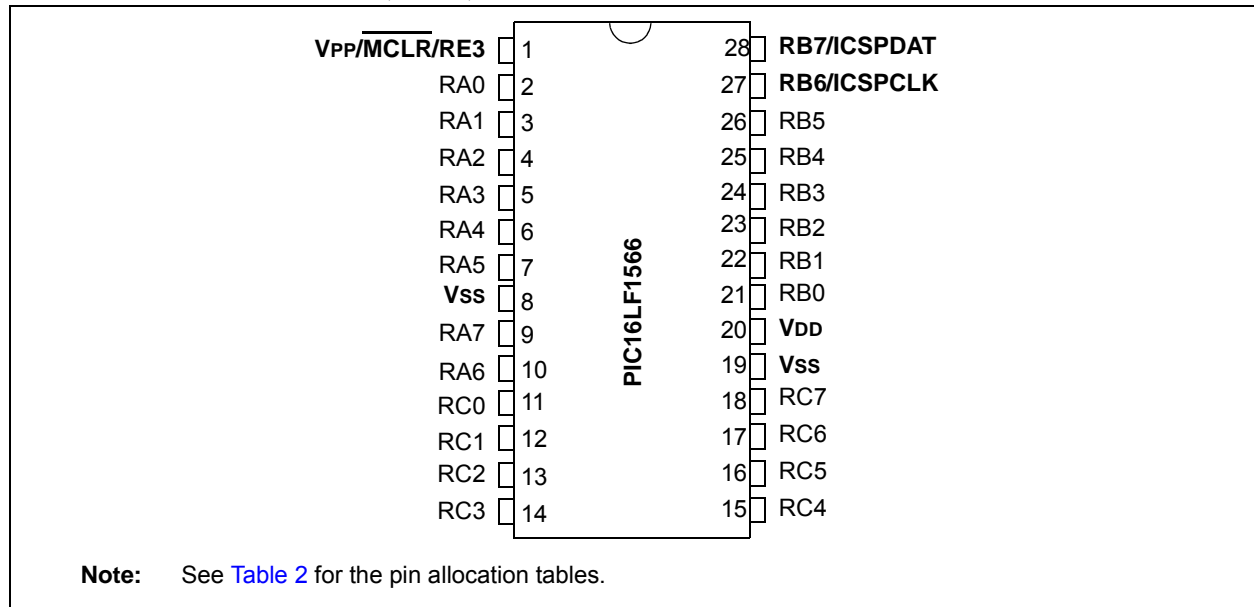 VPP/MCLR/RE3 1 28 RB7/ICSPDAT
RA0 2 27 RB6/ICSPCLK
RA1 3 26 RB5
RA2 4 25 RB4
RA3 5 24 RB3
RA4 6 23 RB2
RA5 7 22 RB1
VSS 8 21 RB0
RA7 9 20 VDD
RA6 10 19 VSS
RC0 11 18 RC7
RC1 12 17 RC6
RC2 13 16 RC5
RC3 14 15 RC4
PIC16LF1566
Note: See Table 2 for the pin allocation tables.